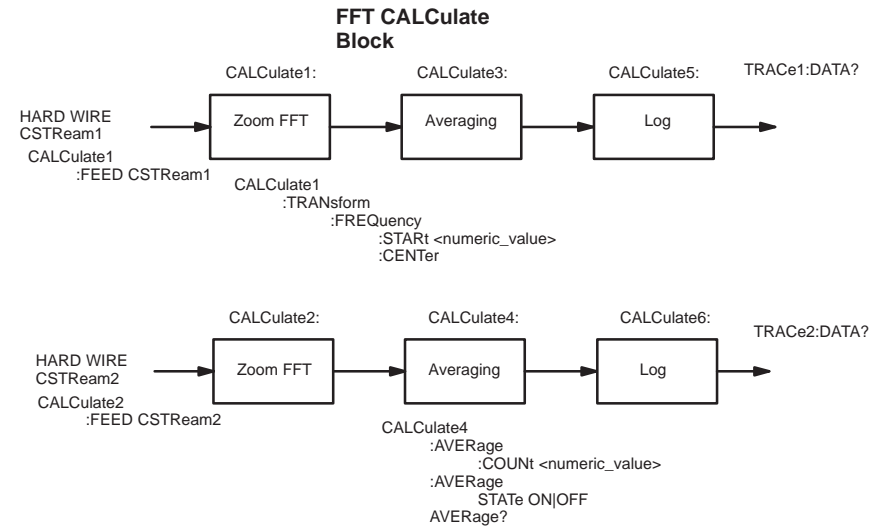 FFT CALCulate
Block
CALCulate1:
CALCulate3:
CALCulate5:
TRACe1:DATA?
HARD WIRE
CSTReam1
Zoom FFT
Averaging
Log
CALCulate1
:FEED CSTReam1
CALCulate1
:TRANsform
:FREQuency
:STARt <numeric_value>
:CENTer
CALCulate2:
CALCulate4:
CALCulate6:
TRACe2:DATA?
HARD WIRE
CSTReam2
Zoom FFT
Averaging
Log
CALCulate2
:FEED CSTReam2
CALCulate4
:AVERage
:COUNt <numeric_value>
:AVERage
STATe ON|OFF
AVERage?